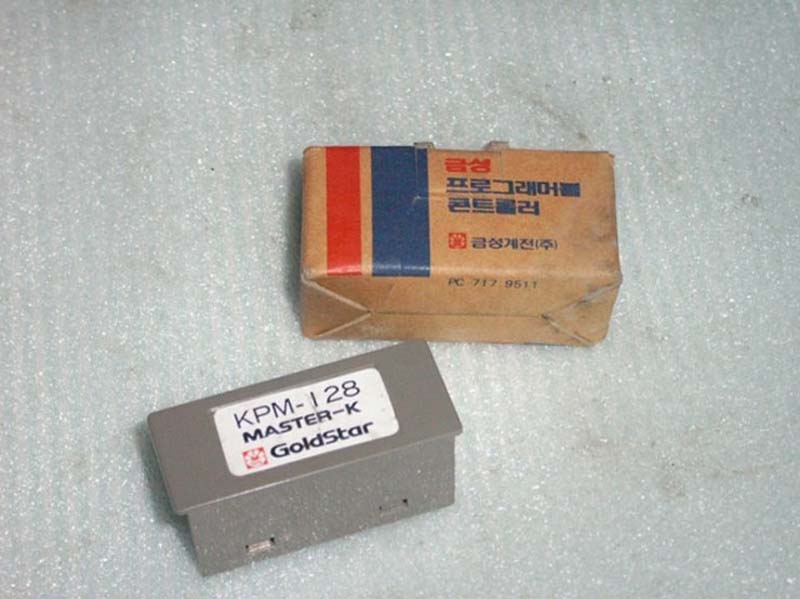 금성
프로그래머블
콘트롤러
금성계전(주)
PC 717 9511
KPM-128
MASTER-K
GoldStar